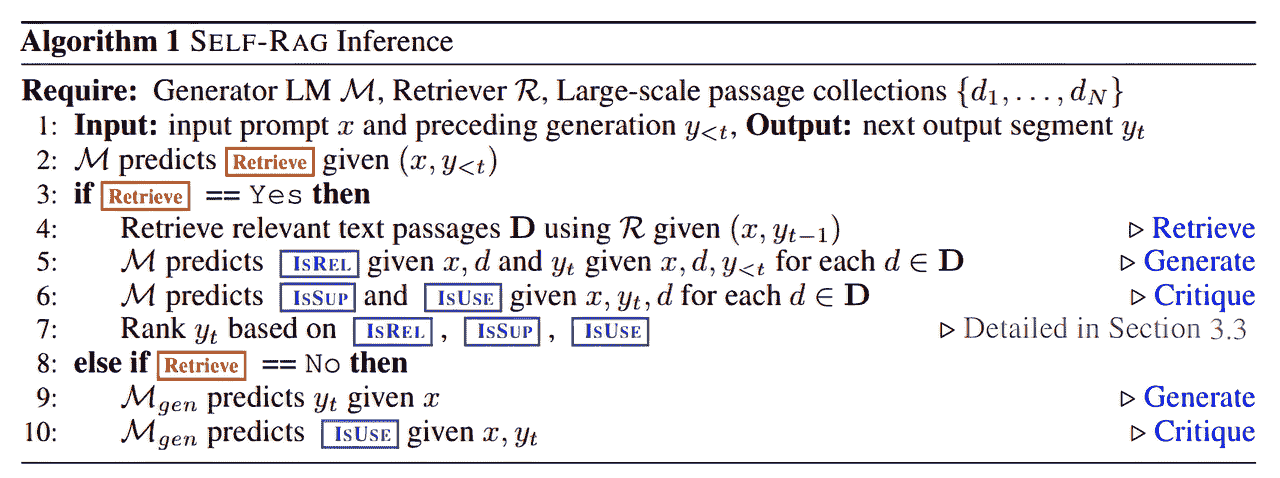 Algorithm 1 SELF-RAG Inference
Require: Generator LM ℳ, Retriever ℛ, Large-scale passage collections {d₁, . . . , d_N}
1: Input: input prompt x and preceding generation y_{<t}, Output: next output segment y_t
2: ℳ predicts Retrieve given (x, y_{<t})
3: if Retrieve == Yes then
4: Retrieve relevant text passages D using ℛ given (x, y_{t−1}) ▷ Retrieve
5: ℳ predicts ISREL given x, d and y_t given x, d, y_{<t} for each d ∈ D ▷ Generate
6: ℳ predicts ISSUP and ISUSE given x, y_t, d for each d ∈ D ▷ Critique
7: Rank y_t based on ISREL , ISSUP , ISUSE ▷ Detailed in Section 3.3
8: else if Retrieve == No then
9: ℳ_{gen} predicts y_t given x ▷ Generate
10: ℳ_{gen} predicts ISUSE given x, y_t ▷ Critique